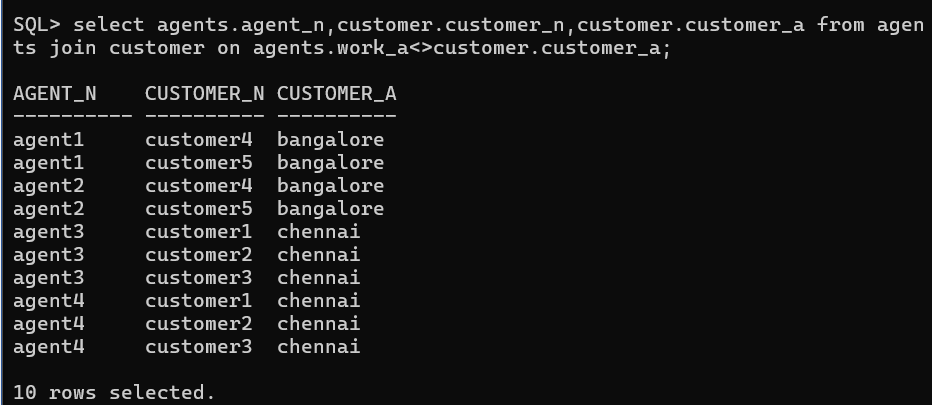 SQL> select agents.agent_n,customer.customer_n,customer.customer_a from agen
ts join customer on agents.work_a<>customer.customer_a;
AGENT_N    CUSTOMER_N CUSTOMER_A
---------- ---------- ----------
agent1     customer4  bangalore
agent1     customer5  bangalore
agent2     customer4  bangalore
agent2     customer5  bangalore
agent3     customer1  chennai
agent3     customer2  chennai
agent3     customer3  chennai
agent4     customer1  chennai
agent4     customer2  chennai
agent4     customer3  chennai
10 rows selected.